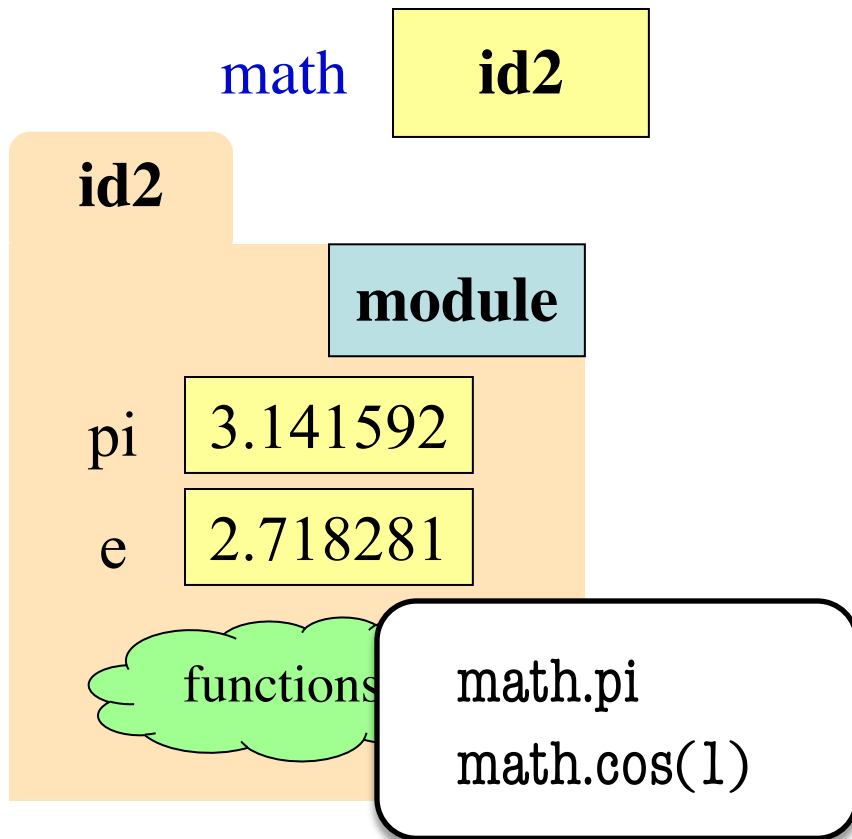 math id2
id2
module
pi 3.141592
e 2.718281
functions
math.pi
math.cos(1)